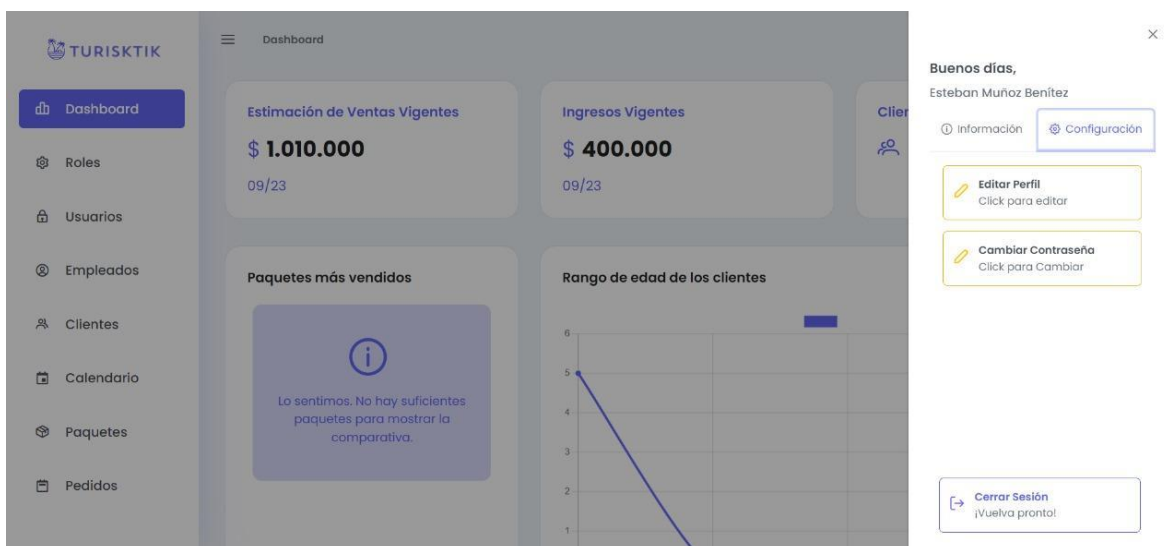 TURISKTIK
Dashboard
Roles
Usuarios
Empleados
Clientes
Calendario
Paquetes
Pedidos
Dashboard
Estimación de Ventas Vigentes
$ 1.010.000
09/23
Ingresos Vigentes
$ 400.000
09/23
Clier
Paquetes más vendidos
Lo sentimos. No hay suficientes
paquetes para mostrar la
comparativa.
Rango de edad de los clientes
6
5
4
3
2
1
Buenos días,
Esteban Muñoz Benítez
Información
Configuración
Editar Perfil
Click para editar
Cambiar Contraseña
Click para Cambiar
Cerrar Sesión
¡Vuelva pronto!